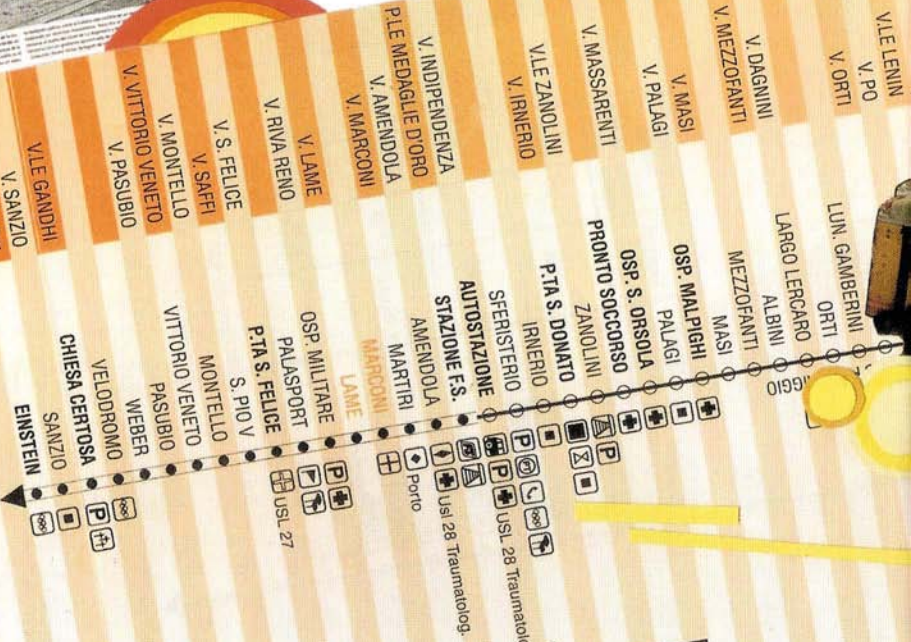 V. SANZIO
V.LE GANDHI
V. PASUBIO
V. VITTORIO VENETO
V. MONTELLO
V. SAFFI
V. S. FELICE
V. RIVA RENO
V. LAME
V. MARCONI
V. AMENDOLA
P.LE MEDAGLIE D'ORO
V. INDIPENDENZA
V. IRNERIO
V.LE ZANOLINI
V. MASSARENTI
V. PALAGI
V. MASI
V. MEZZOFANTI
V. DAGNINI
V. ORTI
V. PO
V.LE LENIN
EINSTEIN
SANZIO
CHIESA CERTOSA
P
VELODROMO
WEBER
PASUBIO
VITTORIO VENETO
MONTELLO
S. PIO V
P.TA S. FELICE
USL 27
PALASPORT
OSP. MILITARE
P
LAME
MARCONI
MARTIRI
AMENDOLA
Porto
STAZIONE F.S.
Usl 28 Traumatolog.
AUTOSTAZIONE
SFERISTERIO
P
USL 28 Traumatolo
IRNERIO
P
P.TA S. DONATO
ZANOLINI
PRONTO SOCCORSO
P
OSP. S. ORSOLA
PALAGI
OSP. MALPIGHI
MASI
MEZZOFANTI
ALBINI
LARGO LERCARO
ORTI
LUN. GAMBERINI